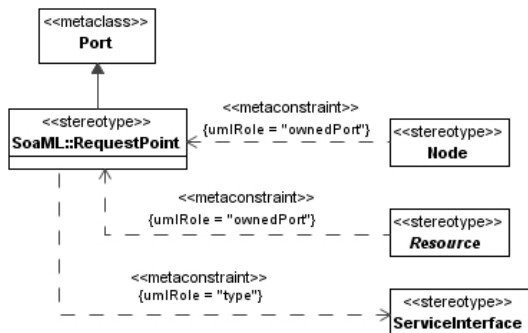 <<metaclass>>
Port
<<stereotype>>
SoaML::RequestPoint
<<metaconstraint>>
{umlRole = "ownedPort"}
<<stereotype>>
Node
<<metaconstraint>>
{umlRole = "ownedPort"}
<<stereotype>>
Resource
<<metaconstraint>>
{umlRole = "type"}
<<stereotype>>
ServiceInterface